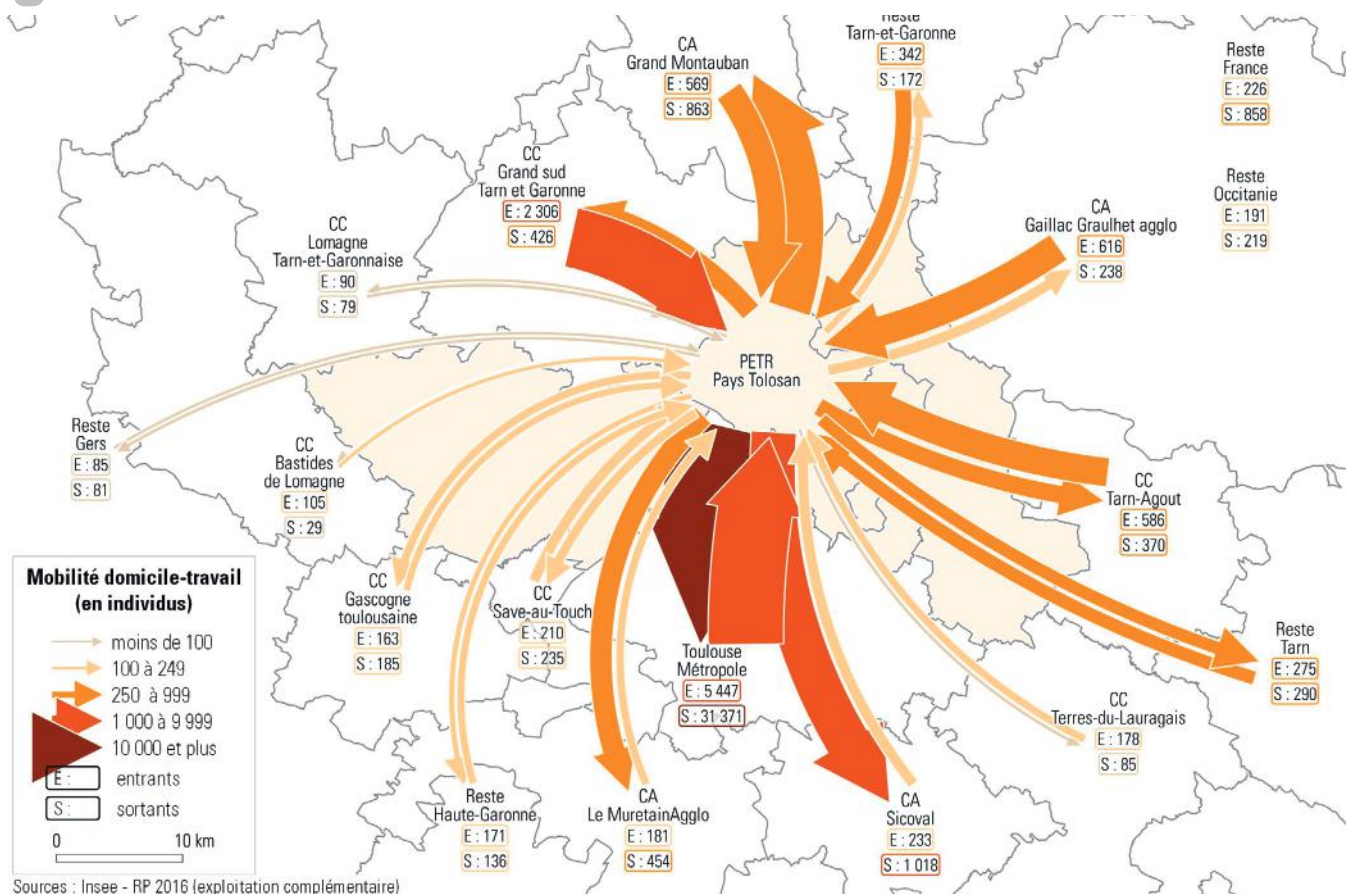 Reste
Tarn-et-Garonne
E : 342
S : 172
CA
Grand Montauban
E : 569
S : 863
Reste
France
E : 226
S : 858
CC
Grand sud
Tarn et Garonne
E : 2 306
S : 426
Reste
Occitanie
E : 191
S : 219
CA
Gaillac Graulhet agglo
E : 616
S : 238
CC
Lomagne
Tarn-et-Garonnaise
E : 90
S : 79
PETR
Pays Tolosan
Reste
Gers
E : 85
S : 81
CC
Bastides
de Lomagne
E : 105
S : 29
CC
Tarn-Agout
E : 586
S : 370
CC
Gascogne
toulousaine
E : 163
S : 185
CC
Save-au-Touch
E : 210
S : 235
Toulouse
Métropole
E : 5 447
S : 31 371
Reste
Tarn
E : 275
S : 290
CC
Terres-du-Lauragais
E : 178
S : 85
Reste
Haute-Garonne
E : 171
S : 136
CA
Le MuretainAgglo
E : 181
S : 454
CA
Sicoval
E : 233
S : 1 018
Mobilité domicile-travail
(en individus)
moins de 100
100 à 249
250 à 999
1 000 à 9 999
10 000 et plus
E : entrants
S : sortants
0 10 km
Sources : Insee - RP 2016 (exploitation complémentaire)